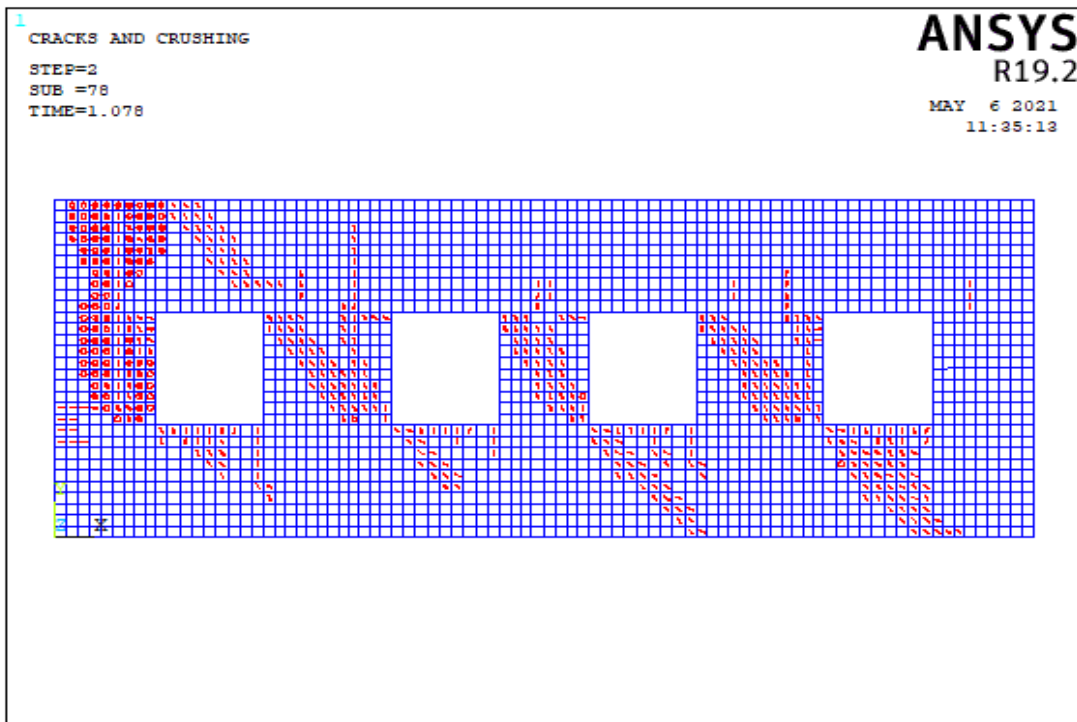 1
CRACKS AND CRUSHING
STEP=2
SUB =78
TIME=1.078
ANSYS
R19.2
MAY  6 2021
11:35:13
Y
Z X